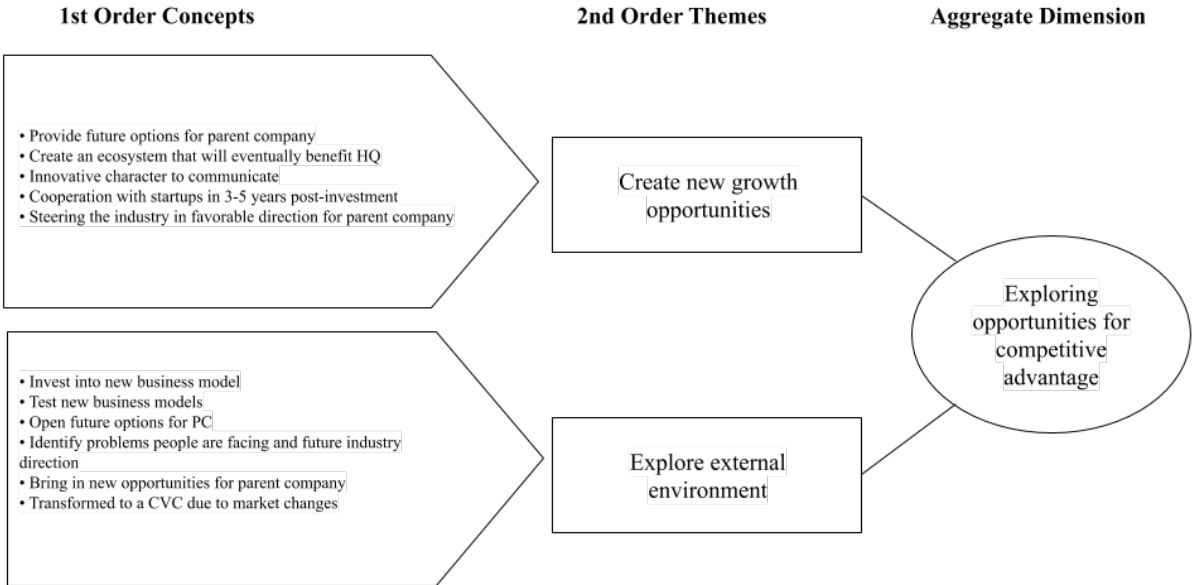 1st Order Concepts
2nd Order Themes
Aggregate Dimension
• Provide future options for parent company
• Create an ecosystem that will eventually benefit HQ
• Innovative character to communicate
• Cooperation with startups in 3-5 years post-investment
• Steering the industry in favorable direction for parent company
Create new growth
opportunities
• Invest into new business model
• Test new business models
• Open future options for PC
• Identify problems people are facing and future industry
direction
• Bring in new opportunities for parent company
• Transformed to a CVC due to market changes
Explore external
environment
Exploring
opportunities for
competitive
advantage